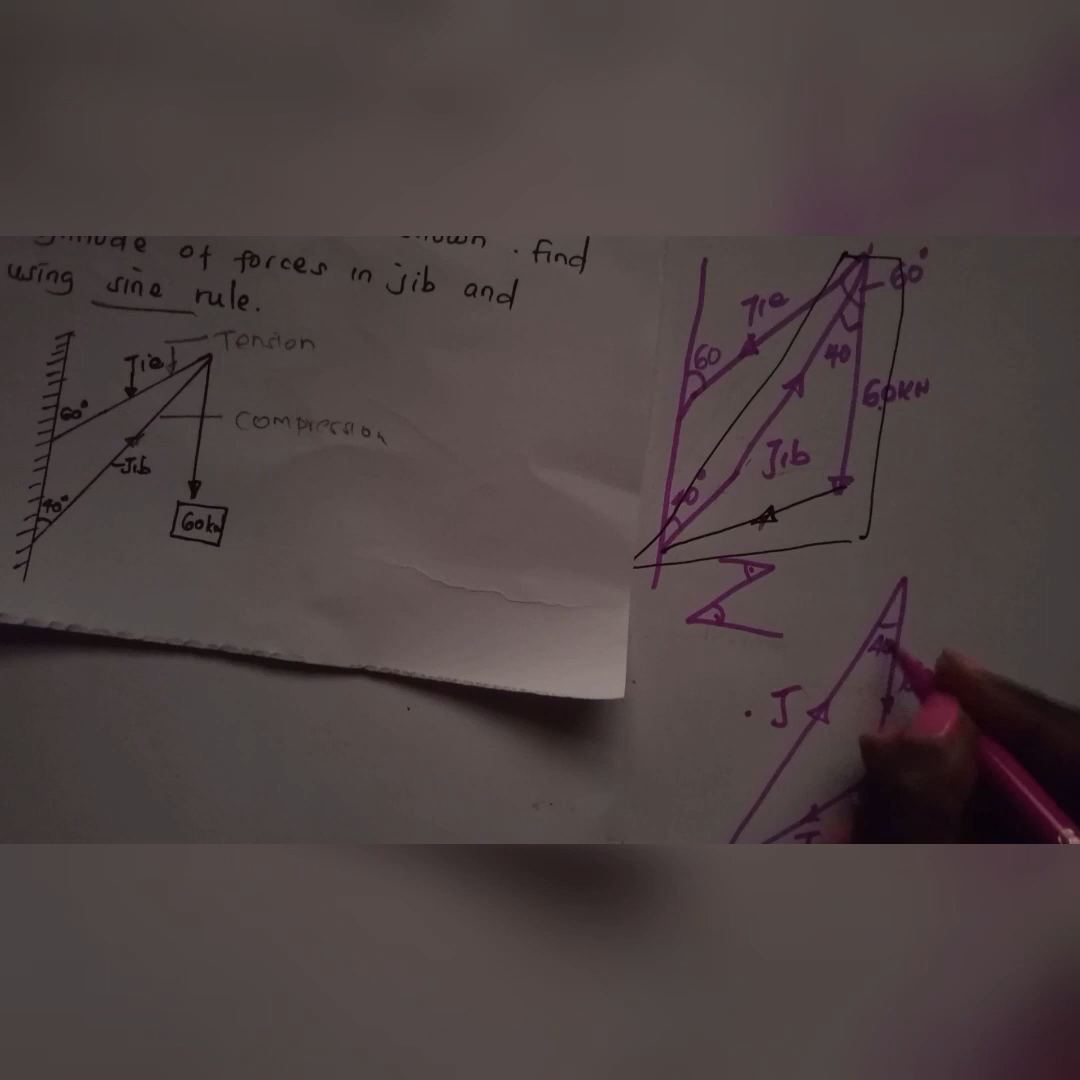 of forces in jib and
find
using sine rule.
Tension
Tie
60°
compression
Jib
40°
60kN
Tie
60°
60
40
60KN
Jib
40°
J
40
T